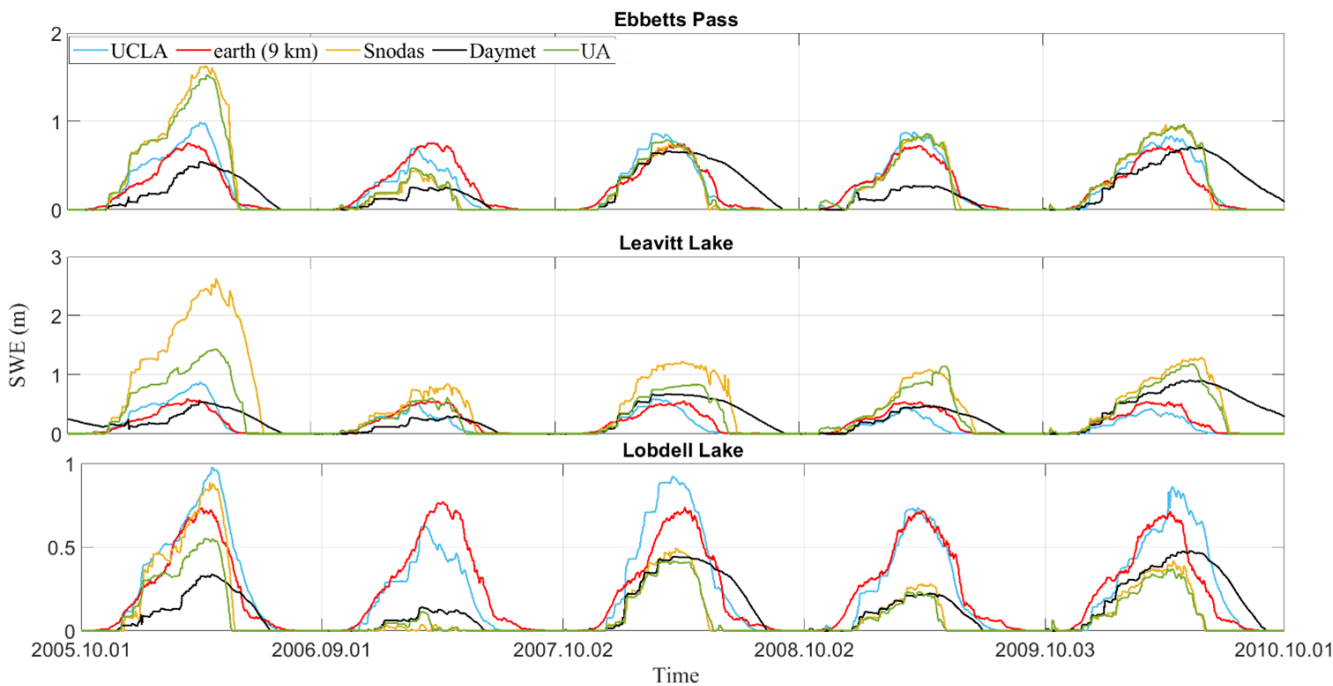 Ebbetts Pass
2
UCLA earth (9 km) Snodas Daymet UA
1
0
Leavitt Lake
3
2
1
0
SWE (m)
Lobdell Lake
1
0.5
0
2005.10.01 2006.09.01 2007.10.02 2008.10.02 2009.10.03 2010.10.01
Time